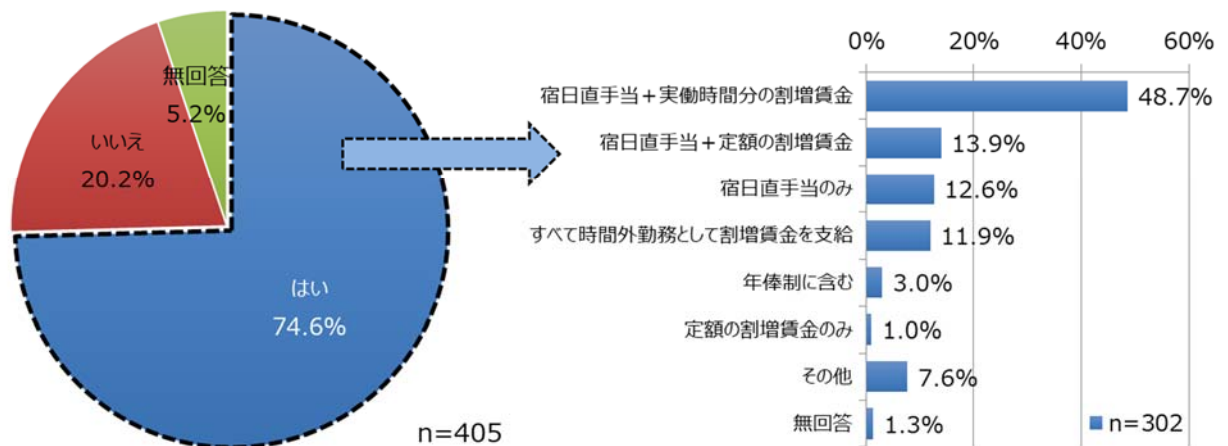 無回答
5.2%
いいえ
20.2%
はい
74.6%
n=405
0% 20% 40% 60%
宿日直手当+実働時間分の割増賃金 48.7%
宿日直手当+定額の割増賃金 13.9%
宿日直手当のみ 12.6%
すべて時間外勤務として割増賃金を支給 11.9%
年俸制に含む 3.0%
定額の割増賃金のみ 1.0%
その他 7.6%
無回答 1.3%
n=302